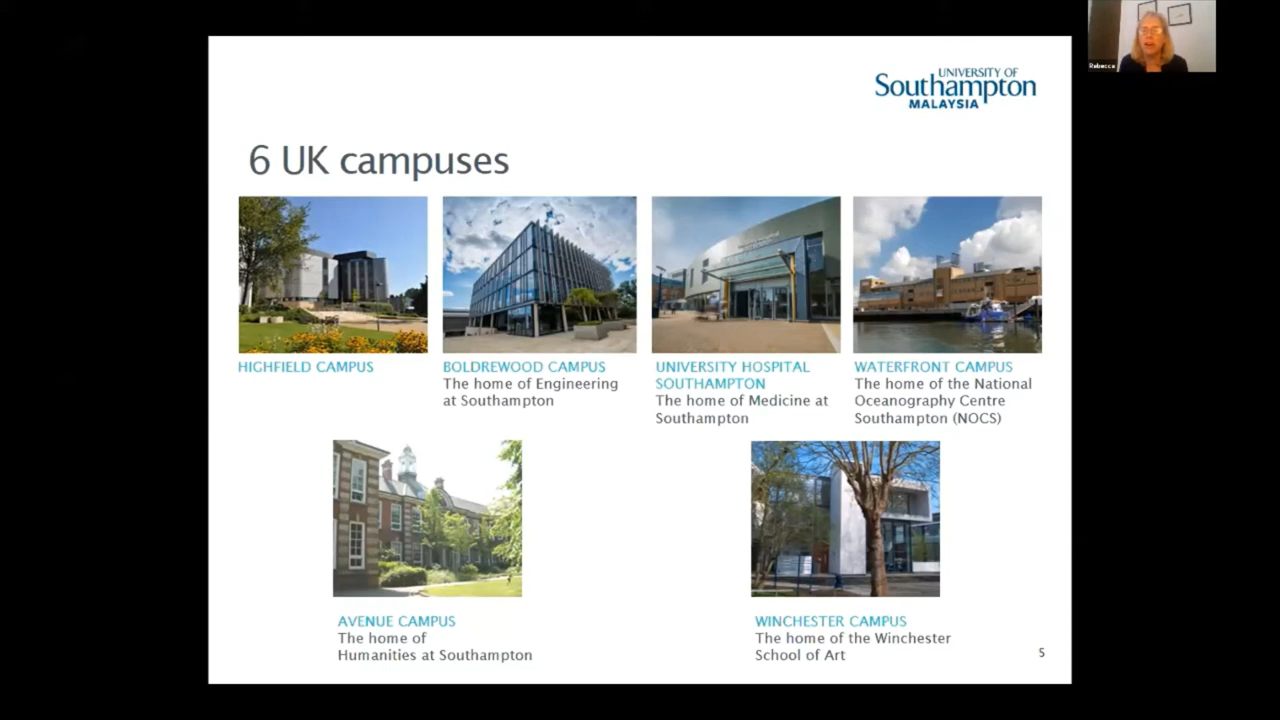 Rebecca
UNIVERSITY OF
Southampton
MALAYSIA
6 UK campuses
HIGHFIELD CAMPUS
BOLDREWOOD CAMPUS
The home of Engineering
at Southampton
UNIVERSITY HOSPITAL
SOUTHAMPTON
The home of Medicine at
Southampton
WATERFRONT CAMPUS
The home of the National
Oceanography Centre
Southampton (NOCS)
AVENUE CAMPUS
The home of
Humanities at Southampton
WINCHESTER CAMPUS
The home of the Winchester
School of Art
5